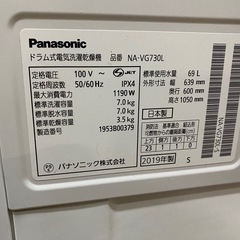 Panasonic
ドラム式電気洗濯乾燥機 品番 NA-VG730L
定格電圧 100 V~
定格周波数 50/60 Hz
JET
IPX4
最大消費電力 1190 W
標準洗濯容量 7.0 kg
標準脱水容量 7.0 kg
標準乾燥容量 3.5 kg
製造番号 1953B00379
パナソニック株式会社
標準使用水量 69 L
外形寸法(幅) 639 mm
(奥行) 600 mm
(高さ) 1050 mm
日本製
2019年製 S
NA-VG730L-S